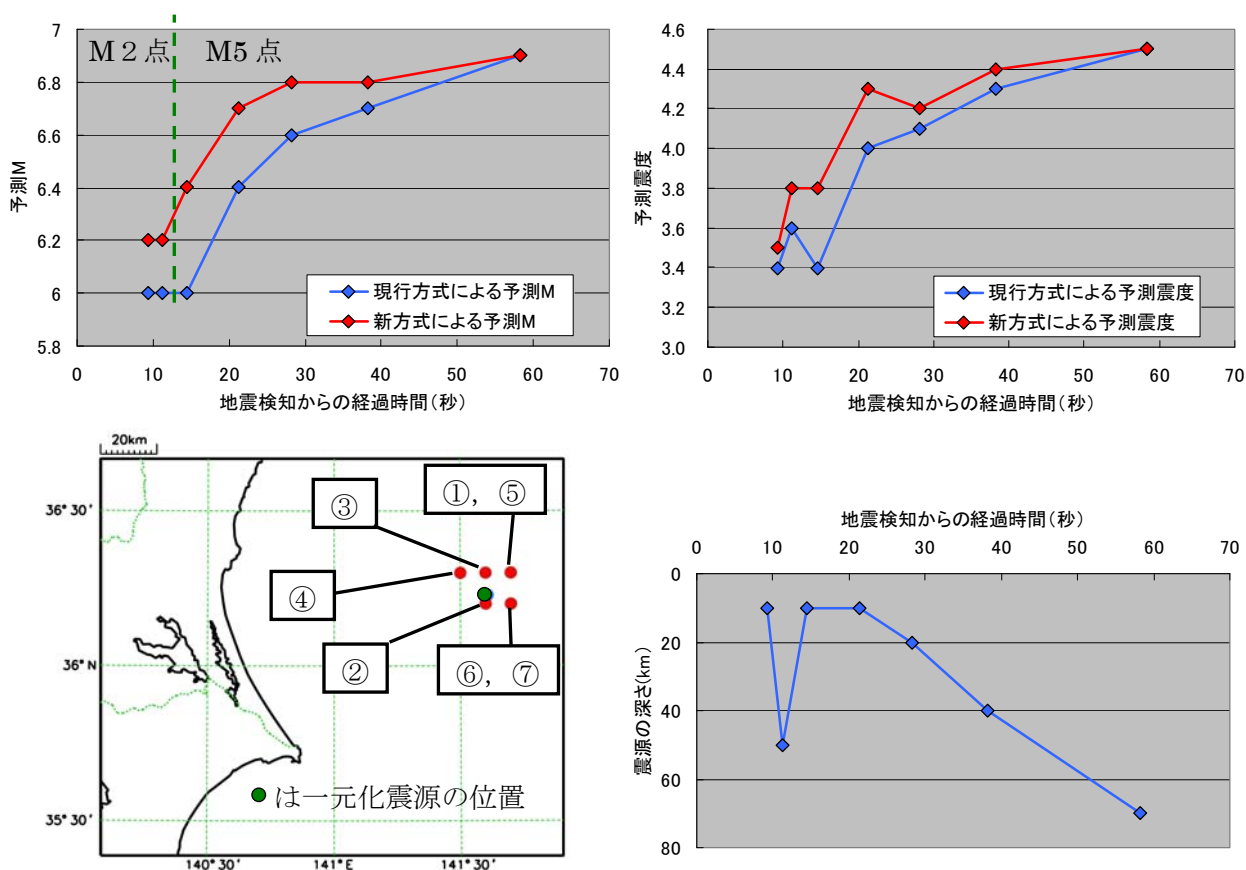 M2点 M5点
予測M
7
6.8
6.6
6.4
6.2
6
5.8
現行方式による予測M
新方式による予測M
0 10 20 30 40 50 60 70
地震検知からの経過時間(秒)
予測震度
4.6
4.4
4.2
4.0
3.8
3.6
3.4
3.2
3.0
現行方式による予測震度
新方式による予測震度
0 10 20 30 40 50 60 70
地震検知からの経過時間(秒)
20km
36°30'
36°N
35°30'
①, ⑤
③
④
②
⑥, ⑦
は一元化震源の位置
140°30' 141°E 141°30'
地震検知からの経過時間(秒)
0 10 20 30 40 50 60 70
震源の深さ(km)
0
20
40
60
80